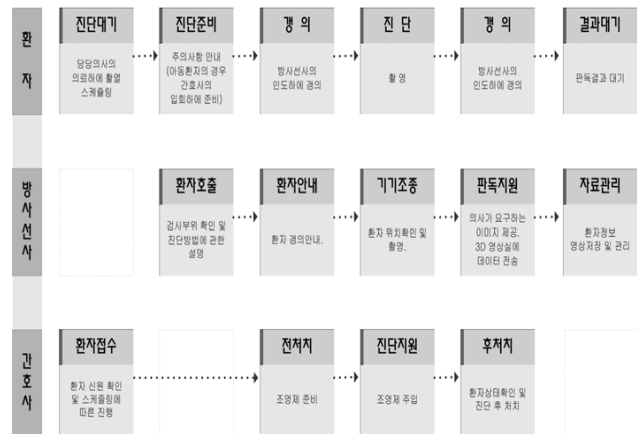 환자
진단대기
담당의사의
의뢰하에 촬열
스케쥴링
진단준비
주의사항 안내
(아동환자의 경우
간호사의
입회하에 준비)
갱 의
방사선사의
인도하에 갱의
진 단
촬 영
갱 의
방사선사의
인도하에 갱의
결과대기
판독결과 대기
방사선사
환자호출
검사부위 확인 및
진단방법에 관한
설명
환자안내
환자 갱의안내.
기기조종
환자 위치확인 및
촬영.
판독지원
의사가 요구하는
이미지 제공.
3D 영상실에
데이터 전송
자료관리
환자정보
영상저장 및 관리
간호사
환자접수
환자 신원 확인
및 스케쥴링에
따른 진행
전처치
조영제 준비
진단지원
조영제 주입
후처치
환자상태확인 및
진단 후 처치